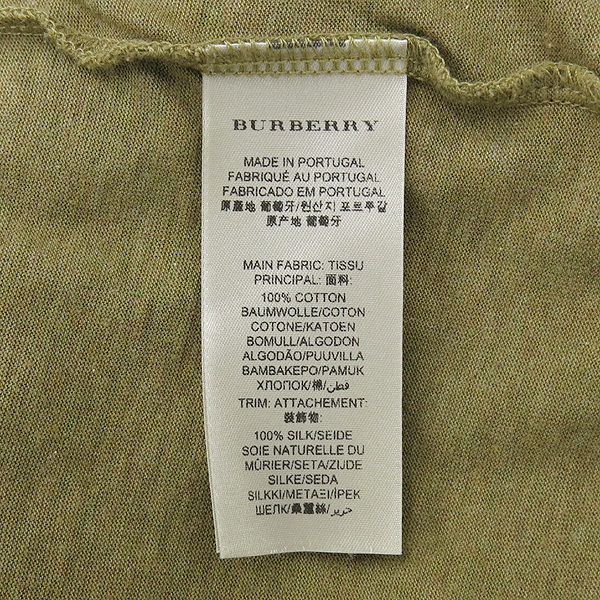 BURBERRY
MADE IN PORTUGAL
FABRIQUÉ AU PORTUGAL
FABRICADO EM PORTUGAL
原產地 葡萄牙/원산지 포르투갈
原产地 葡萄牙
MAIN FABRIC: TISSU
PRINCIPAL: 面料:
100% COTTON
BAUMWOLLE/COTON
COTONE/KATOEN
BOMULL/ALGODON
ALGODÃO/PUUVILLA
BAMBAKEPO/PAMUK
ХЛОПОК/棉/قطن
TRIM: ATTACHEMENT:
裝飾物:
100% SILK/SEIDE
SOIE NATURELLE DU
MÛRIER/SETA/ZIJDE
SILKE/SEDA
SILKKI/METAΞI/İPEK
ШЕЛК/桑蠶絲/حرير